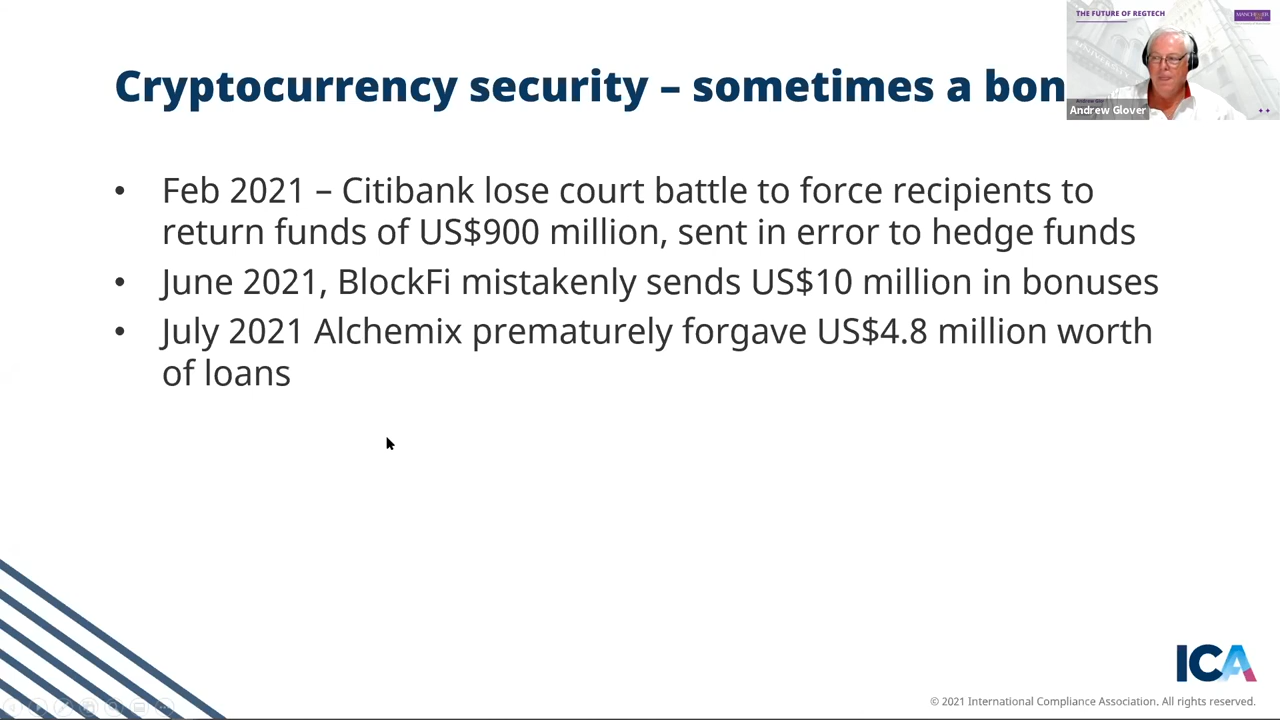 THE FUTURE OF REGTECH
MANCHESTER
Cryptocurrency security – sometimes a bon
Andrew Glover
• Feb 2021 – Citibank lose court battle to force recipients to
return funds of US$900 million, sent in error to hedge funds
• June 2021, BlockFi mistakenly sends US$10 million in bonuses
• July 2021 Alchemix prematurely forgave US$4.8 million worth
of loans
ICA
© 2021 International Compliance Association. All rights reserved.